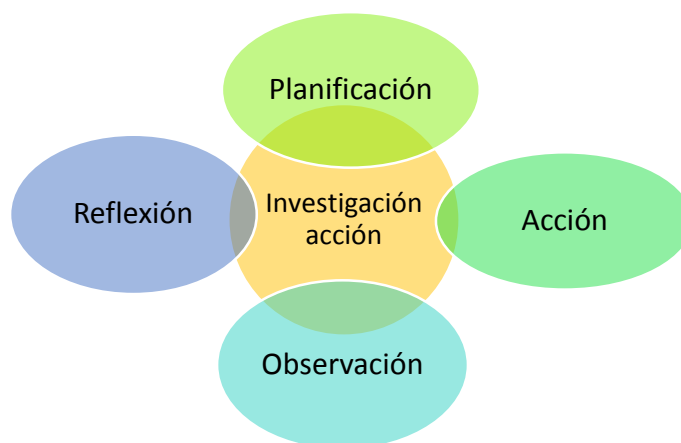 Planificación
Reflexión
Investigación
acción
Acción
Observación